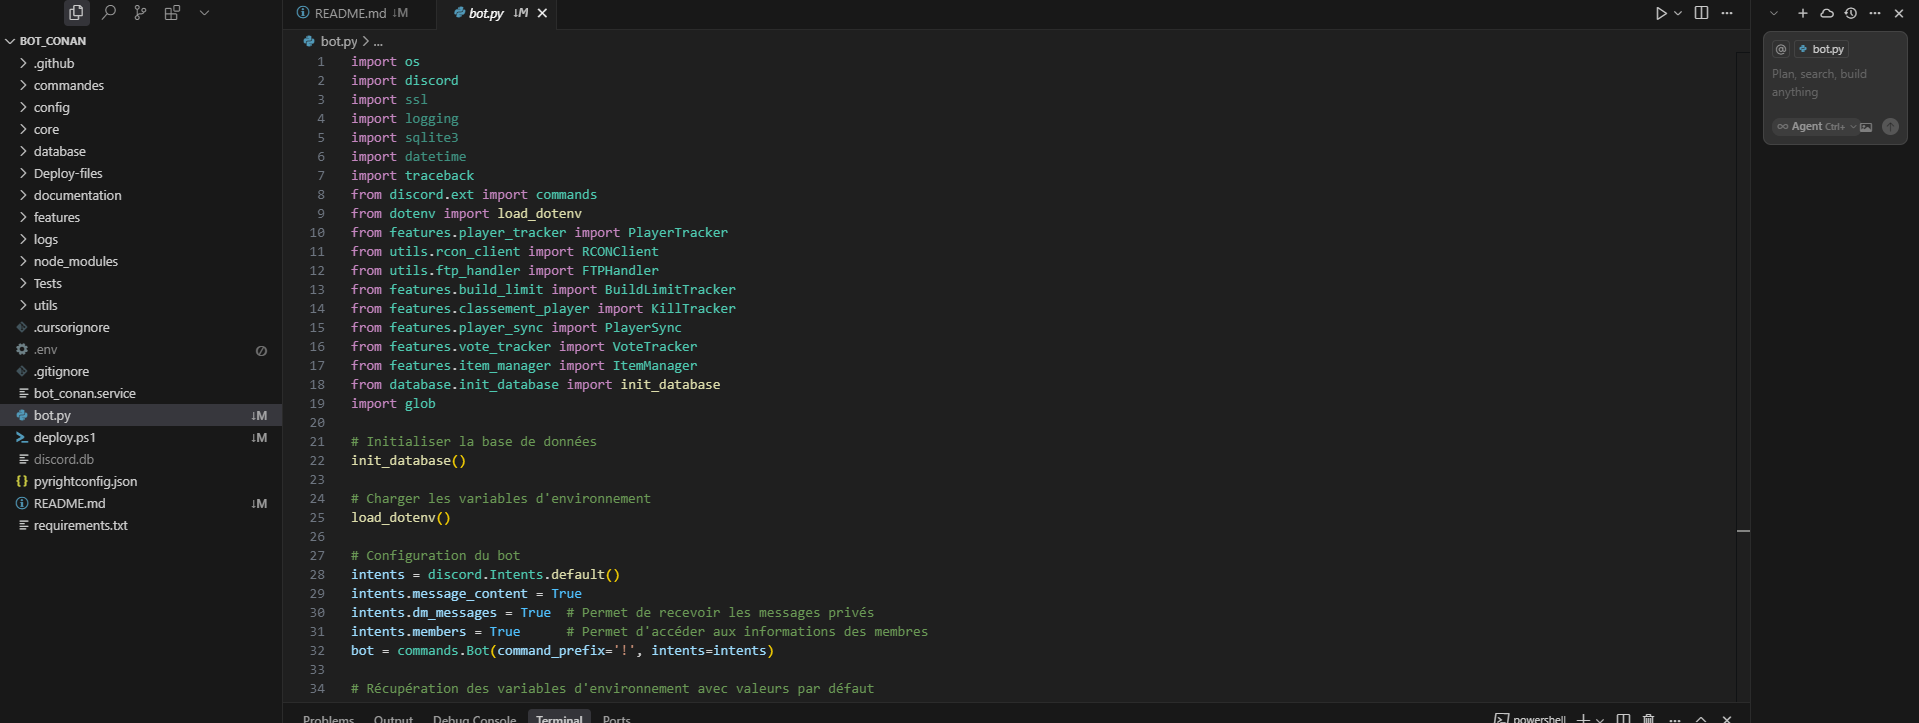 BOT_CONAN
.github
commandes
config
core
database
Deploy-files
documentation
features
logs
node_modules
Tests
utils
.cursorignore
.env
.gitignore
bot_conan.service
bot.py ↓M
deploy.ps1 ↓M
discord.db
pyrightconfig.json
README.md ↓M
requirements.txt
README.md ↓M bot.py ↓M
bot.py > ...
1 import os
2 import discord
3 import ssl
4 import logging
5 import sqlite3
6 import datetime
7 import traceback
8 from discord.ext import commands
9 from dotenv import load_dotenv
10 from features.player_tracker import PlayerTracker
11 from utils.rcon_client import RCONClient
12 from utils.ftp_handler import FTPHandler
13 from features.build_limit import BuildLimitTracker
14 from features.classement_player import KillTracker
15 from features.player_sync import PlayerSync
16 from features.vote_tracker import VoteTracker
17 from features.item_manager import ItemManager
18 from database.init_database import init_database
19 import glob
20
21 # Initialiser la base de données
22 init_database()
23
24 # Charger les variables d'environnement
25 load_dotenv()
26
27 # Configuration du bot
28 intents = discord.Intents.default()
29 intents.message_content = True
30 intents.dm_messages = True  # Permet de recevoir les messages privés
31 intents.members = True      # Permet d'accéder aux informations des membres
32 bot = commands.Bot(command_prefix='!', intents=intents)
33
34 # Récupération des variables d'environnement avec valeurs par défaut
Problems Output Debug Console Terminal Ports
powershell
@ bot.py
Plan, search, build
anything
∞ Agent Ctrl+